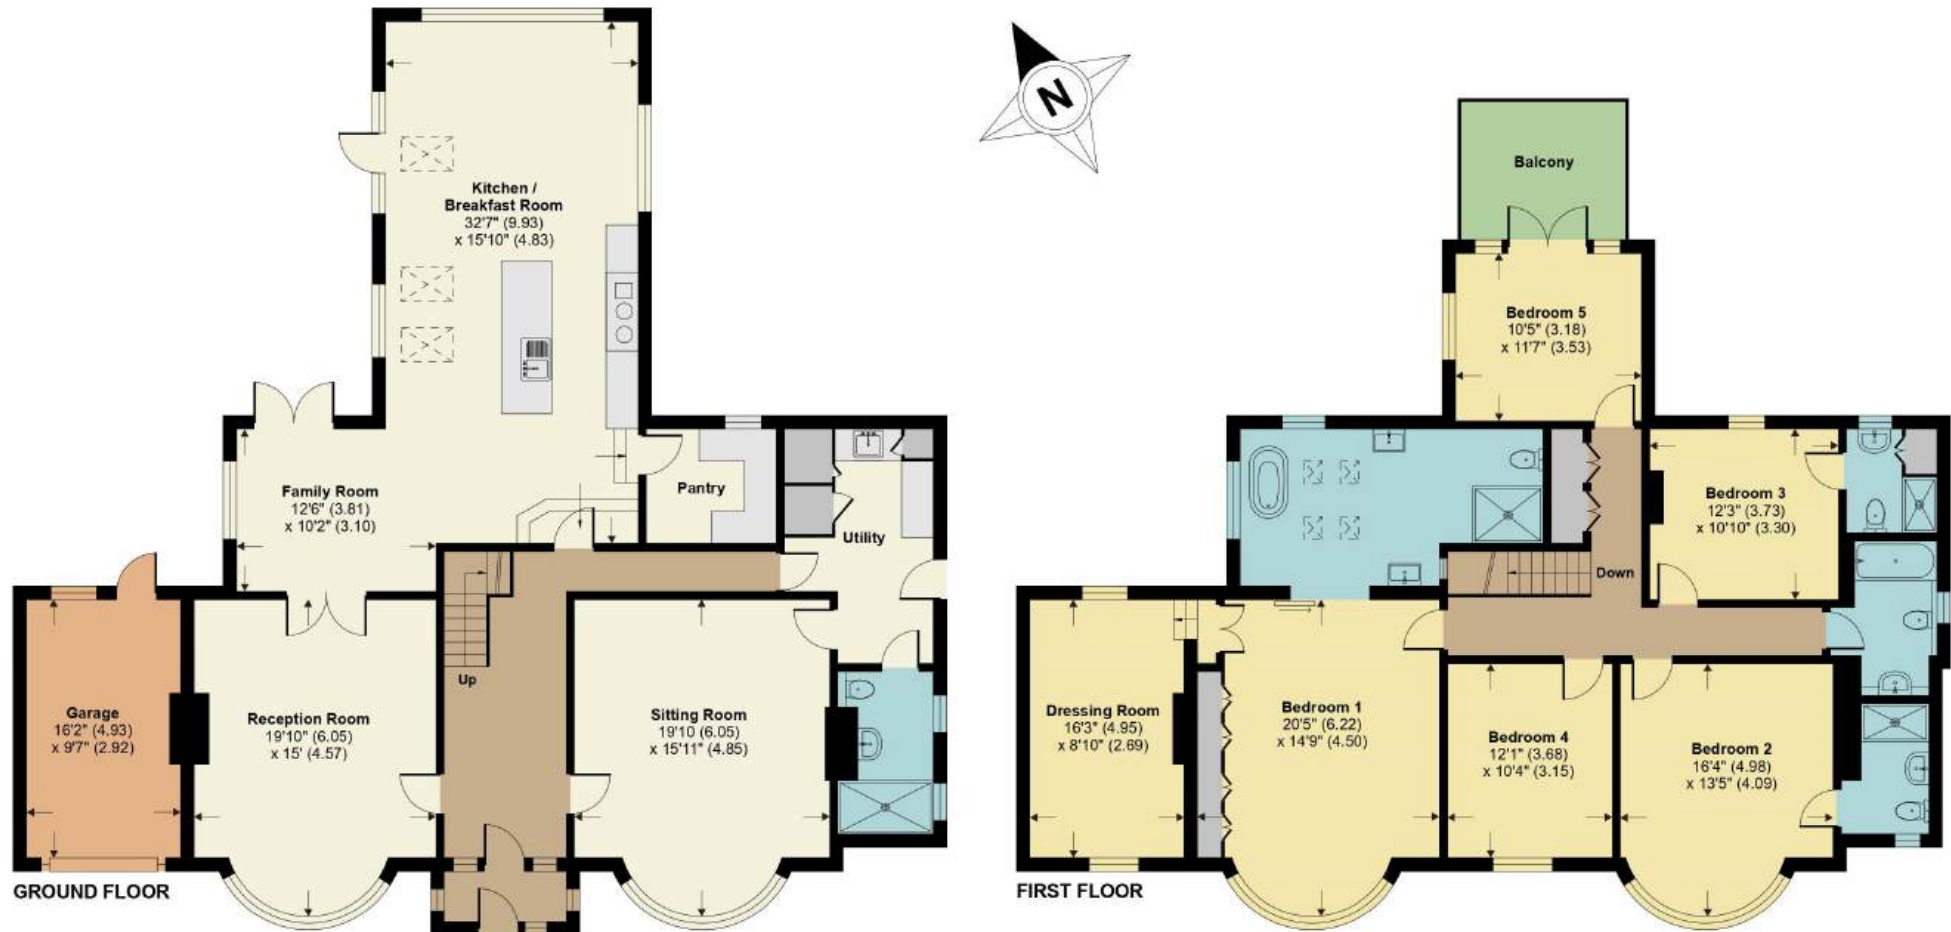 Kitchen /
Breakfast Room
32'7" (9.93)
x 15'10" (4.83)
Family Room
12'6" (3.81)
x 10'2" (3.10)
Pantry
Utility
Up
Garage
16'2" (4.93)
x 9'7" (2.92)
Reception Room
19'10" (6.05)
x 15' (4.57)
Sitting Room
19'10 (6.05)
x 15'11" (4.85)
GROUND FLOOR
N
Balcony
Bedroom 5
10'5" (3.18)
x 11'7" (3.53)
Bedroom 3
12'3" (3.73)
x 10'10" (3.30)
Down
Dressing Room
16'3" (4.95)
x 8'10" (2.69)
Bedroom 1
20'5" (6.22)
x 14'9" (4.50)
Bedroom 4
12'1" (3.68)
x 10'4" (3.15)
Bedroom 2
16'4" (4.98)
x 13'5" (4.09)
FIRST FLOOR